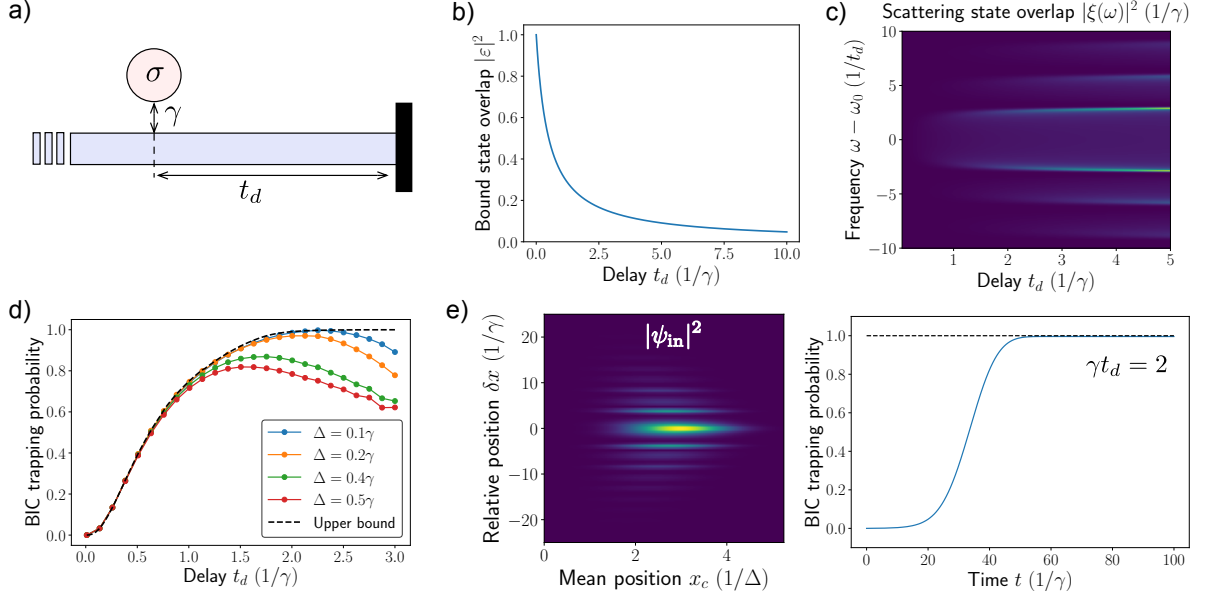 a)
σ
γ
t_d
b)
Bound state overlap |ε|²
1.0
0.8
0.6
0.4
0.2
0.0
0.0 2.5 5.0 7.5 10.0
Delay t_d (1/γ)
c)
Scattering state overlap |ξ(ω)|² (1/γ)
Frequency ω − ω₀ (1/t_d)
10
5
0
−5
−10
1 2 3 4 5
Delay t_d (1/γ)
d)
BIC trapping probability
1.0
0.8
0.6
0.4
0.2
0.0
0.0 0.5 1.0 1.5 2.0 2.5 3.0
Delay t_d (1/γ)
Δ = 0.1γ
Δ = 0.2γ
Δ = 0.4γ
Δ = 0.5γ
Upper bound
e)
|ψ_in|²
Relative position δx (1/γ)
20
10
0
−10
−20
0 2 4
Mean position x_c (1/Δ)
BIC trapping probability
1.0
0.8
0.6
0.4
0.2
0.0
γt_d = 2
0 20 40 60 80 100
Time t (1/γ)